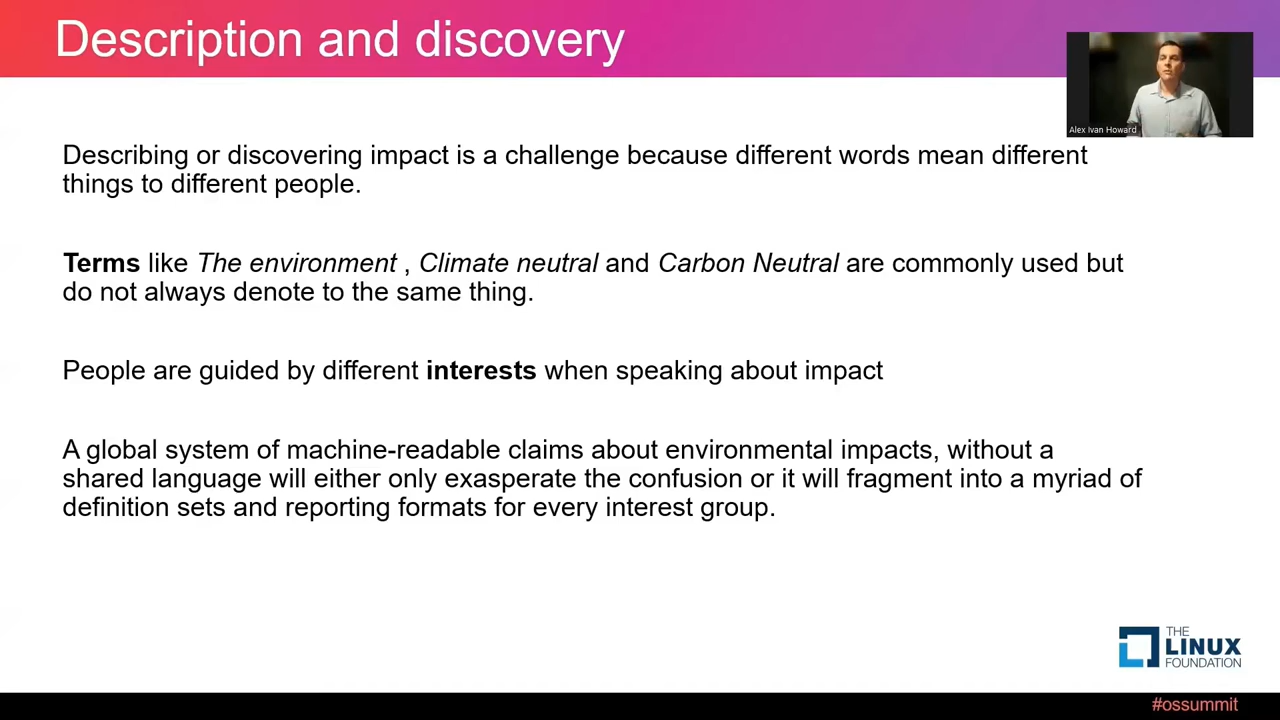 Description and discovery
Alex Ivan Howard
Describing or discovering impact is a challenge because different words mean different
things to different people.
Terms like The environment , Climate neutral and Carbon Neutral are commonly used but
do not always denote to the same thing.
People are guided by different interests when speaking about impact
A global system of machine-readable claims about environmental impacts, without a
shared language will either only exasperate the confusion or it will fragment into a myriad of
definition sets and reporting formats for every interest group.
THE
LINUX
FOUNDATION
#ossummit